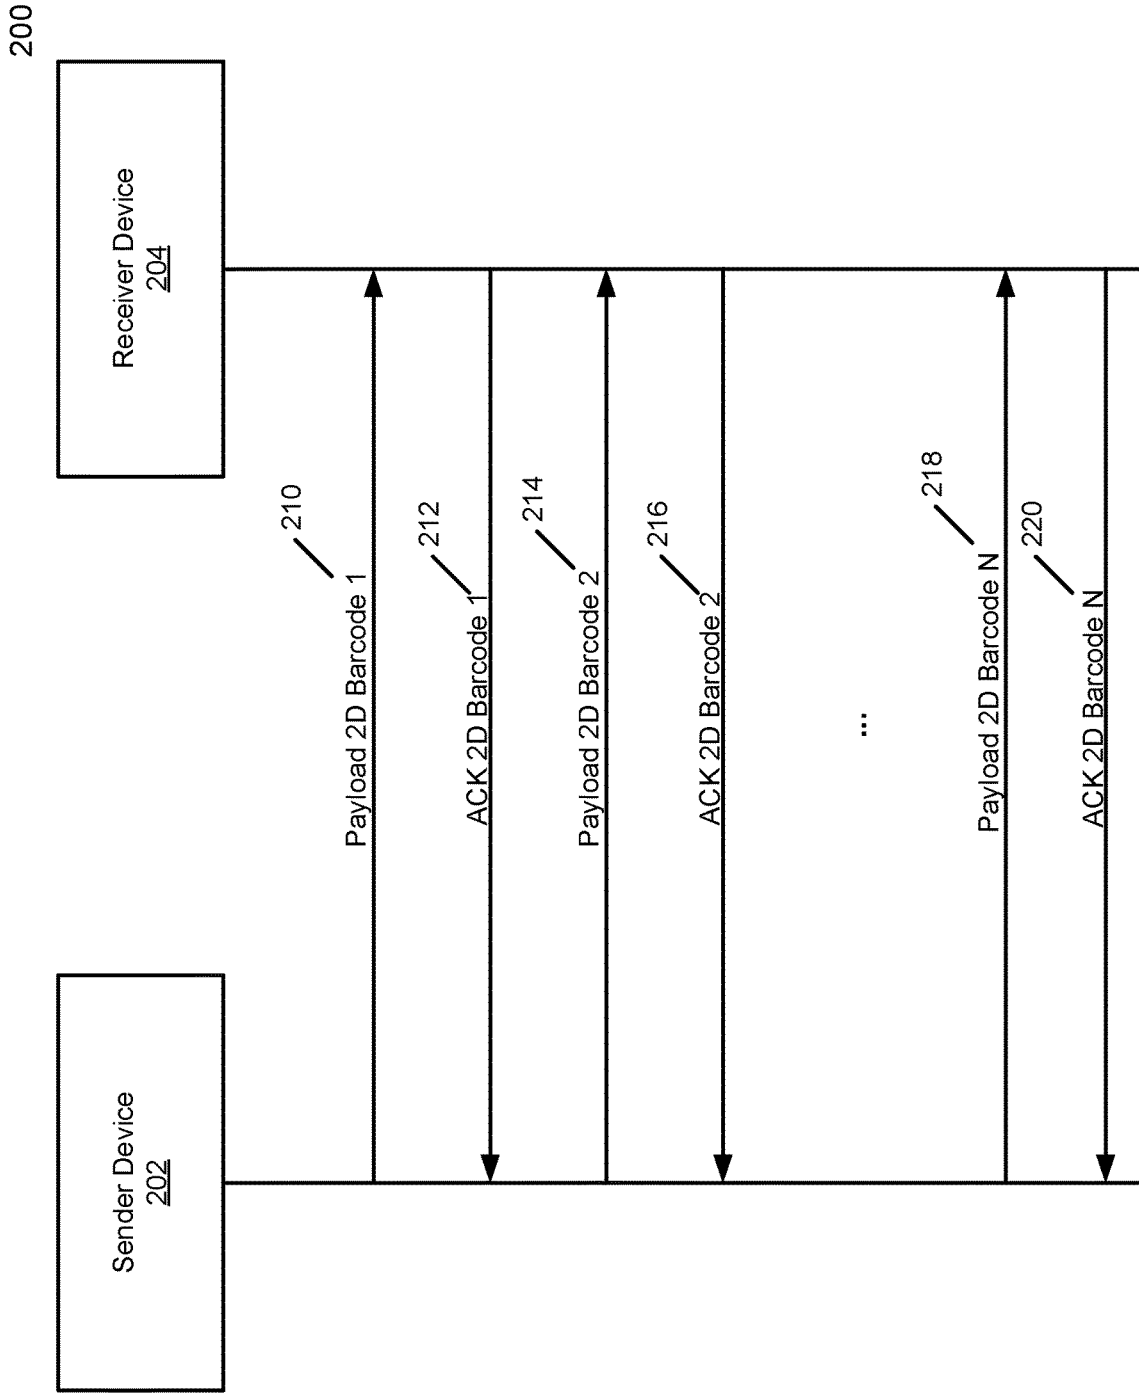 200
Sender Device
202
Receiver Device
204
210
Payload 2D Barcode 1
212
ACK 2D Barcode 1
214
Payload 2D Barcode 2
216
ACK 2D Barcode 2
...
218
Payload 2D Barcode N
220
ACK 2D Barcode N